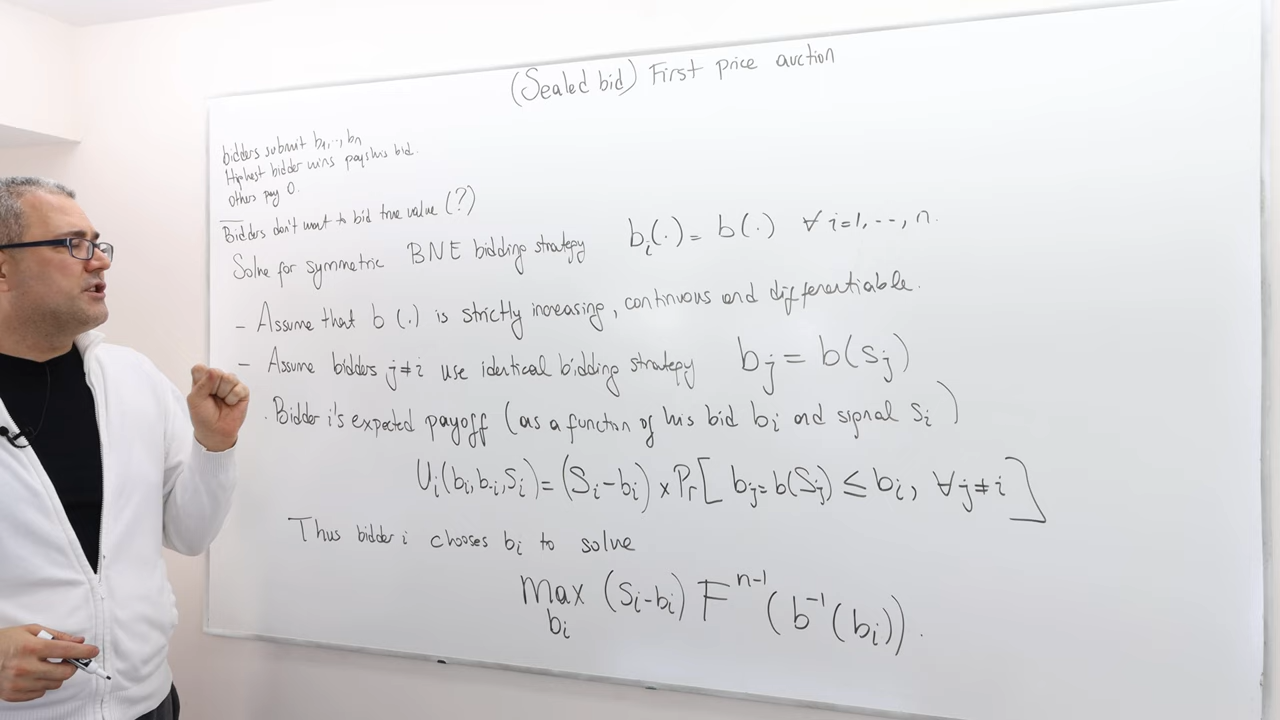 (Sealed bid) First price auction
bidders submit b₁,..,bₙ
Highest bidder wins pays his bid.
others pay 0.
Bidders don't want to bid true value (?)
Solve for symmetric BNE bidding strategy bᵢ(.) = b(.) ∀ i=1,--,n.
- Assume that b(.) is strictly increasing, continuous and differentiable.
- Assume bidders j≠i use identical bidding strategy bⱼ = b(sⱼ)
. Bidder i's expected payoff (as a function of his bid bᵢ and signal sᵢ)
Uᵢ(bᵢ,b₋ᵢ,sᵢ) = (Sᵢ-bᵢ) × Pr[ bⱼ=b(Sⱼ) ≤ bᵢ, ∀j≠i ]
Thus bidder i chooses bᵢ to solve
max (Sᵢ-bᵢ) Fⁿ⁻¹(b⁻¹(bᵢ)).
bᵢ